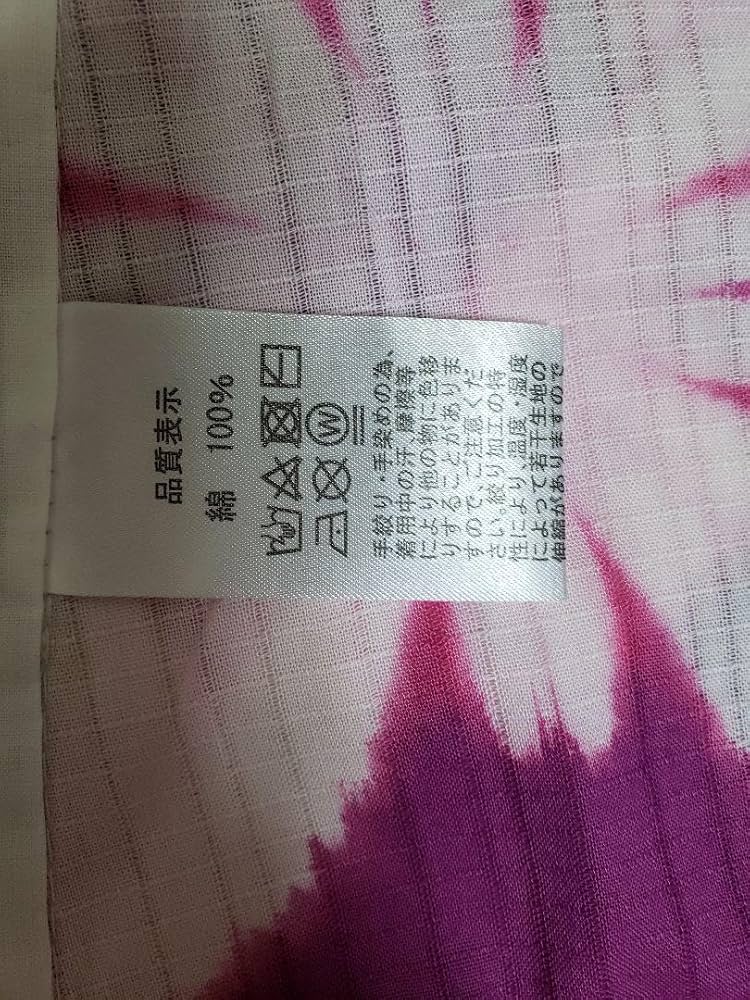 品質表示
綿 100%
W
手絞り・手染めの為、
着用中の汗、摩擦等
により他の物に色移
りすることがありま
すので、ご注意くだ
さい。絞り加工の特
性により、温度・湿度
によって若干生地の
伸縮がありますので